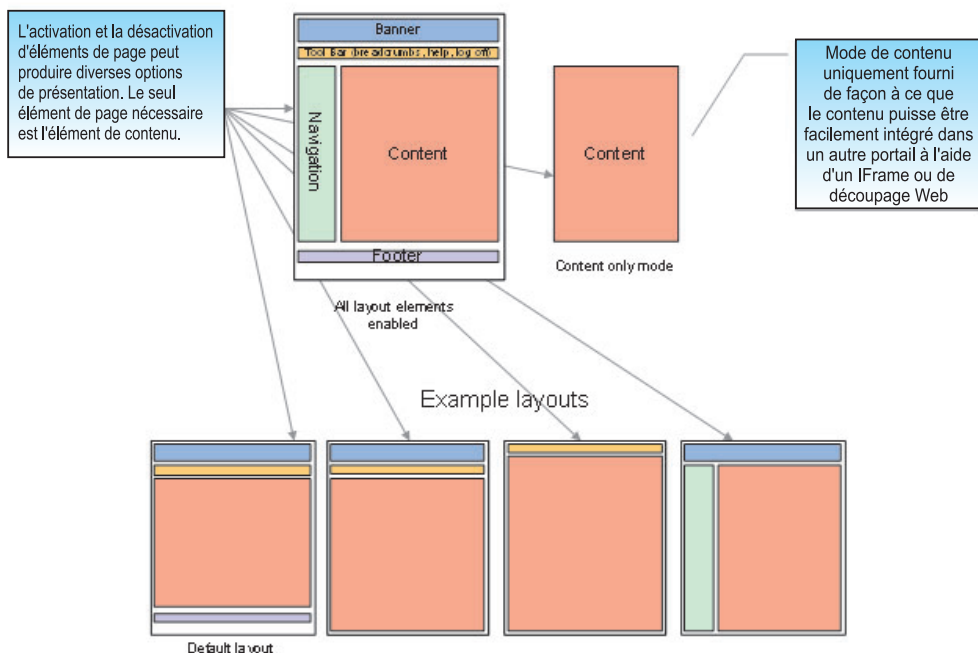 L'activation et la désactivation
d'éléments de page peut
produire diverses options
de présentation. Le seul
élément de page nécessaire
est l'élément de contenu.
Banner
Tool Bar (breadcrumbs, help, log off)
Navigation
Content
Footer
All layout elements
enabled
Content
Content only mode
Mode de contenu
uniquement fourni
de façon à ce que
le contenu puisse être
facilement intégré dans
un autre portail à l'aide
d'un IFrame ou de
découpage Web
Example layouts
Default layout